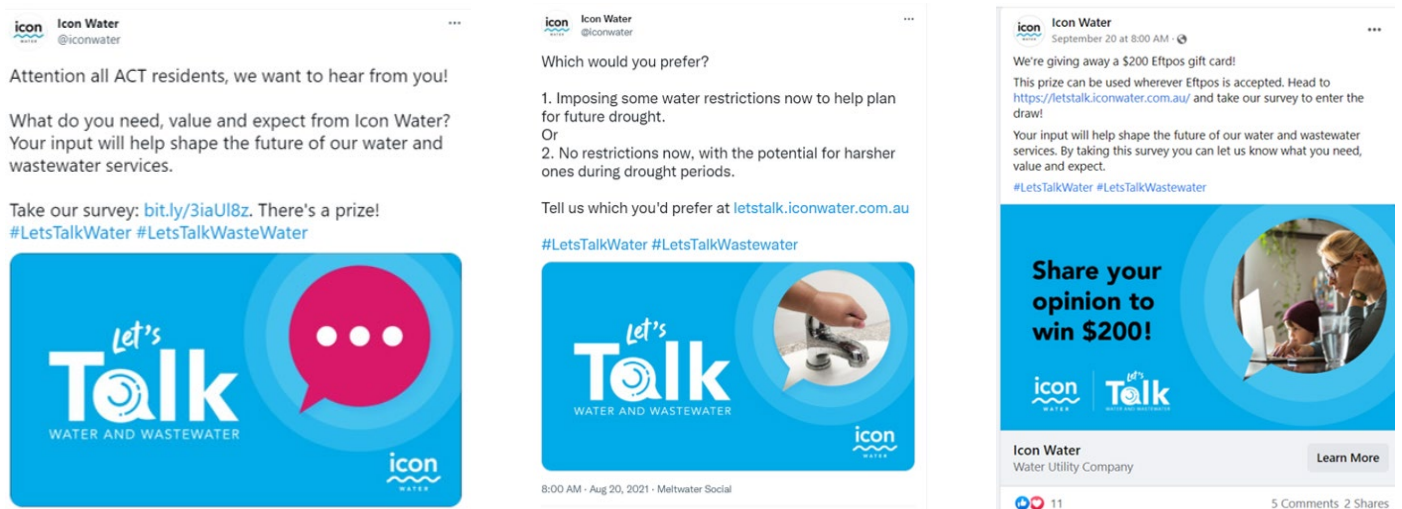 icon
WATER
Icon Water
@iconwater
Attention all ACT residents, we want to hear from you!
What do you need, value and expect from Icon Water?
Your input will help shape the future of our water and
wastewater services.
Take our survey: bit.ly/3iaUl8z. There's a prize!
#LetsTalkWater #LetsTalkWasteWater
Let's
Talk
WATER AND WASTEWATER
icon
WATER
icon
WATER
Icon Water
@iconwater
Which would you prefer?
1. Imposing some water restrictions now to help plan
for future drought.
Or
2. No restrictions now, with the potential for harsher
ones during drought periods.
Tell us which you'd prefer at letstalk.iconwater.com.au
#LetsTalkWater #LetsTalkWastewater
Let's
Talk
WATER AND WASTEWATER
icon
WATER
8:00 AM · Aug 20, 2021 · Meltwater Social
icon
WATER
Icon Water
September 20 at 8:00 AM ·
We're giving away a $200 Eftpos gift card!
This prize can be used wherever Eftpos is accepted. Head to
https://letstalk.iconwater.com.au/ and take our survey to enter the
draw!
Your input will help shape the future of our water and wastewater
services. By taking this survey you can let us know what you need,
value and expect.
#LetsTalkWater #LetsTalkWastewater
Share your
opinion to
win $200!
icon
WATER
Let's
Talk
WATER AND WASTEWATER
Icon Water
Water Utility Company
Learn More
11
5 Comments 2 Shares